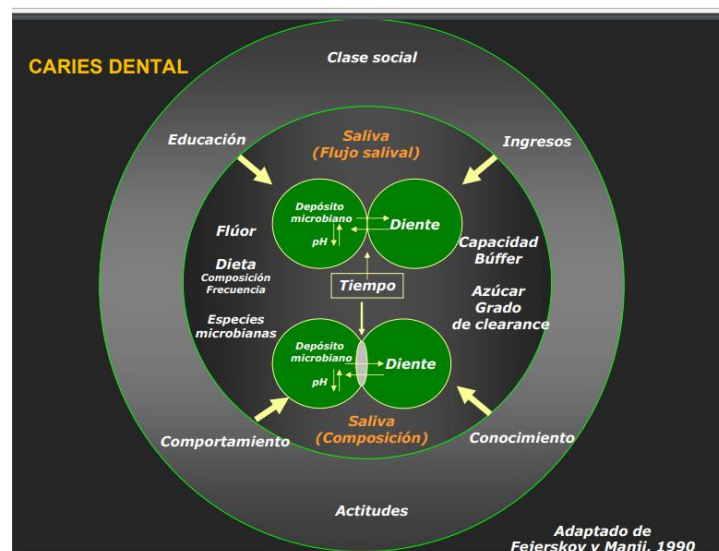 CARIES DENTAL
Clase social
Educación
Ingresos
Saliva
(Flujo salival)
Depósito
microbiano
pH
Diente
Flúor
Dieta
Composición
Frecuencia
Especies
microbianas
Tiempo
Capacidad
Búffer
Azúcar
Grado
de clearance
Depósito
microbiano
pH
Diente
Saliva
(Composición)
Comportamiento
Conocimiento
Actitudes
Adaptado de
Fejerskov y Manji, 1990